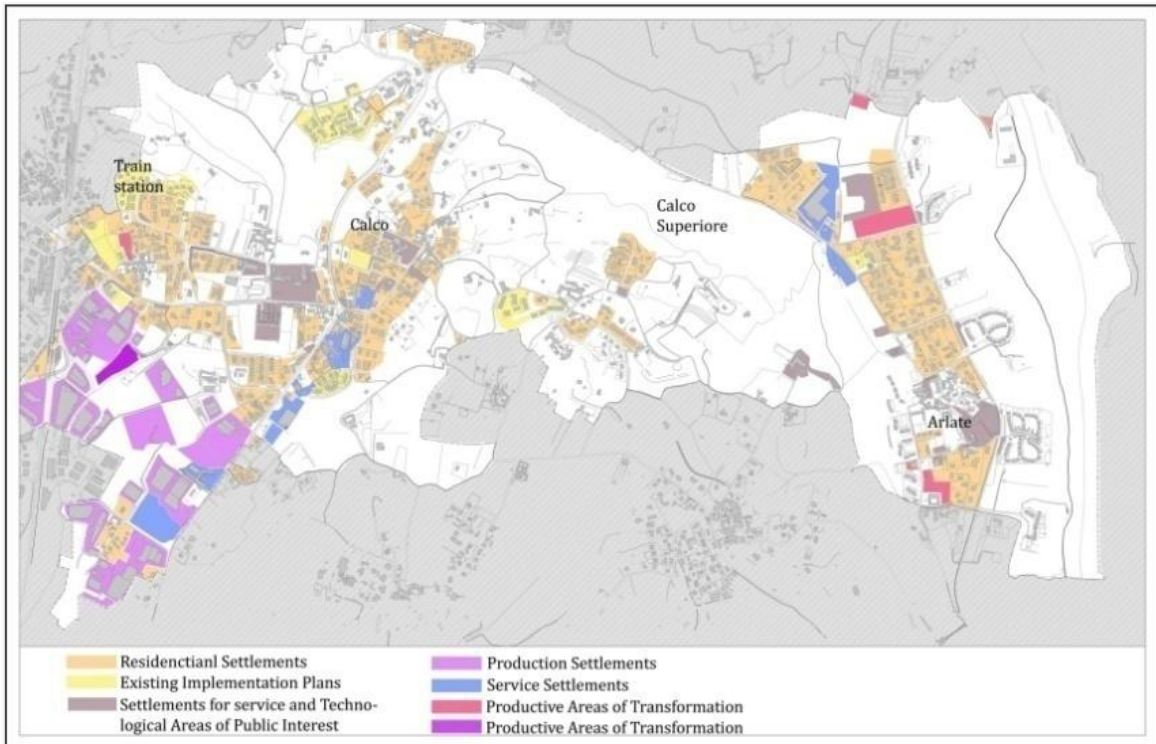 Train
station
Calco
Calco
Superiore
Arlate
Residenctianl Settlements
Existing Implementation Plans
Settlements for service and Techno-
logical Areas of Public Interest
Production Settlements
Service Settlements
Productive Areas of Transformation
Productive Areas of Transformation